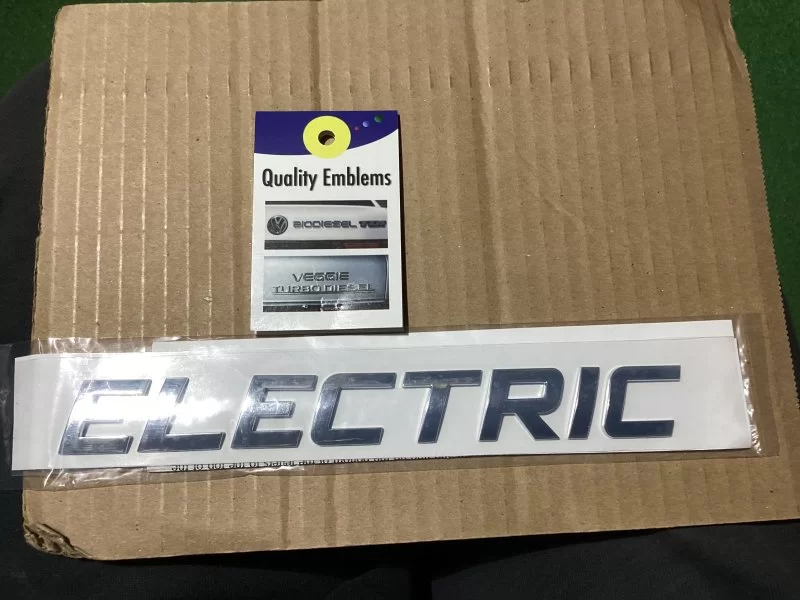 Quality Emblems
BIODIESEL
VEGGIE
TURBO DIESEL
ELECTRIC